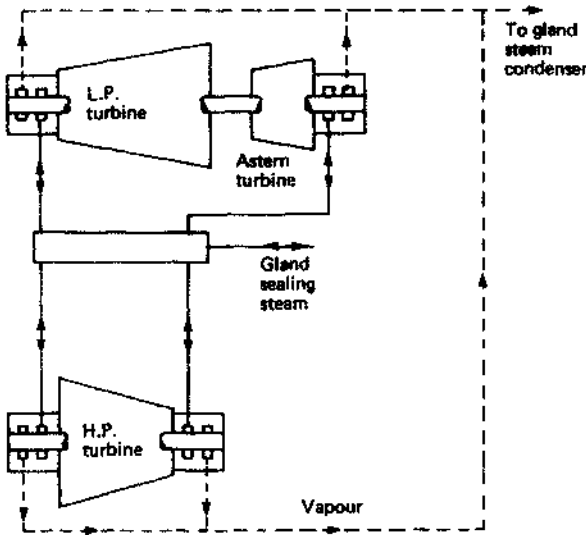 To gland
steam
condenser
L.P.
turbine
Astern
turbine
Gland
sealing
steam
H.P.
turbine
Vapour